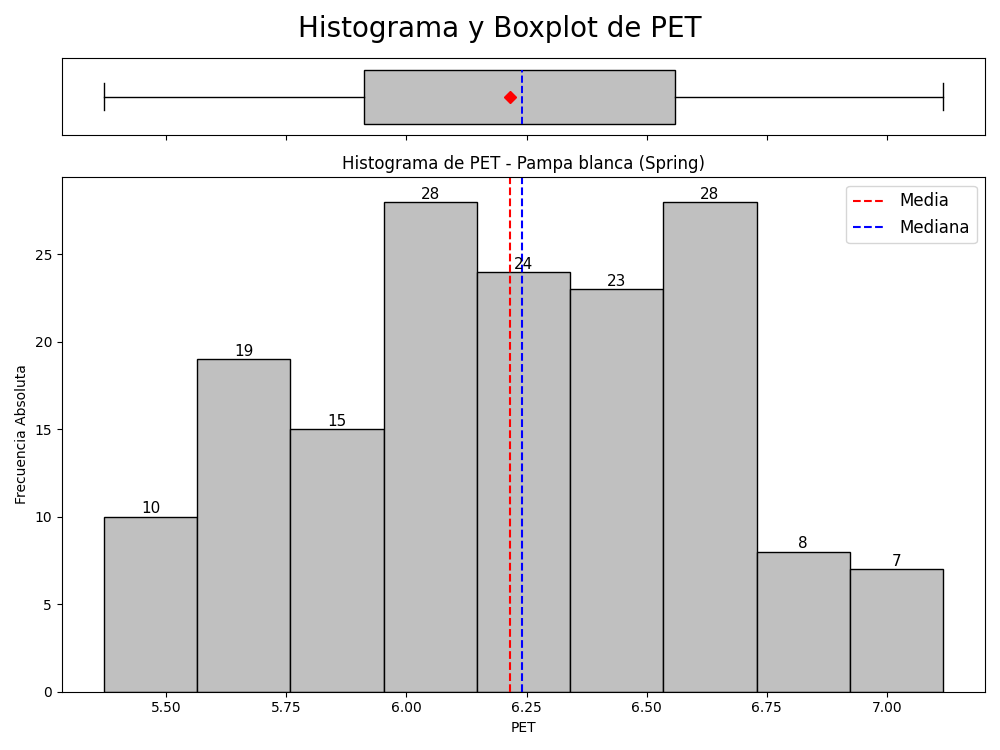 Histograma y Boxplot de PET
Histograma de PET - Pampa blanca (Spring)
Media
Mediana
28
28
24
23
19
15
10
8
7
25
20
15
10
5
0
Frecuencia Absoluta
5.50 5.75 6.00 6.25 6.50 6.75 7.00
PET